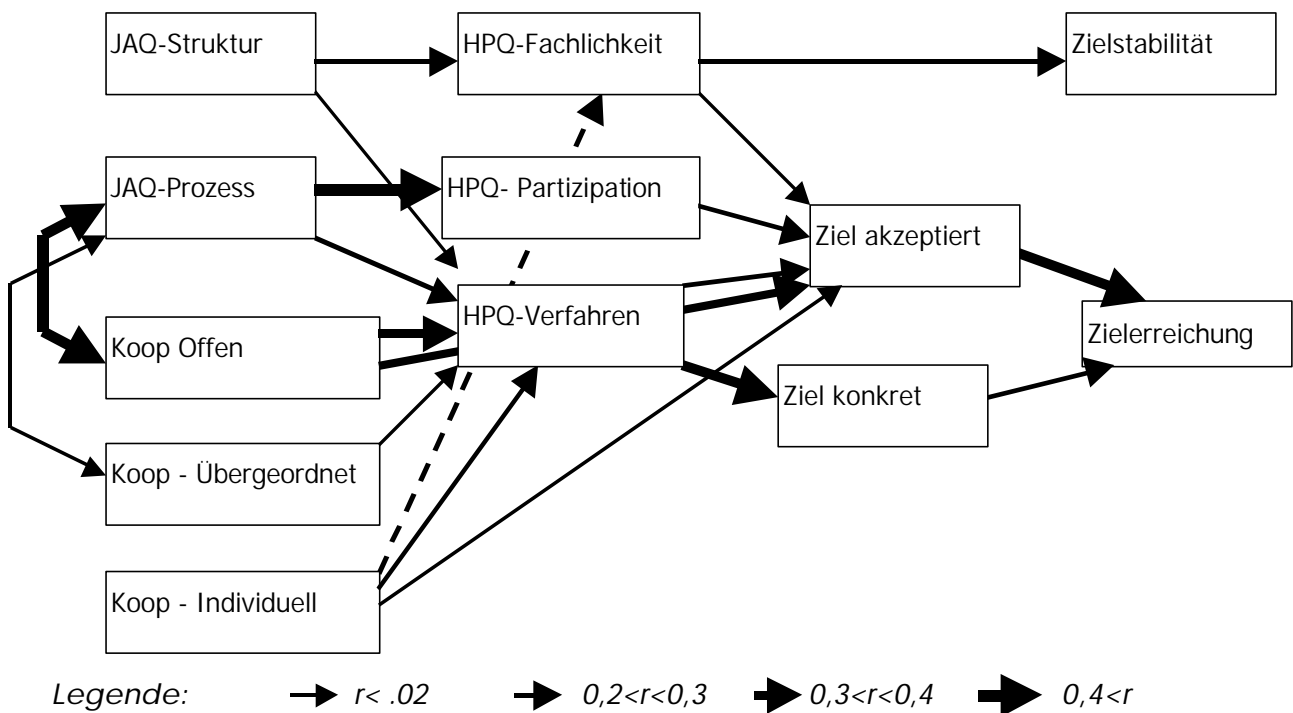 JAQ-Struktur
HPQ-Fachlichkeit
Zielstabilität
JAQ-Prozess
HPQ- Partizipation
Ziel akzeptiert
HPQ-Verfahren
Koop Offen
Zielerreichung
Ziel konkret
Koop - Übergeordnet
Koop - Individuell
Legende: r< .02 0,2<r<0,3 0,3<r<0,4 0,4<r